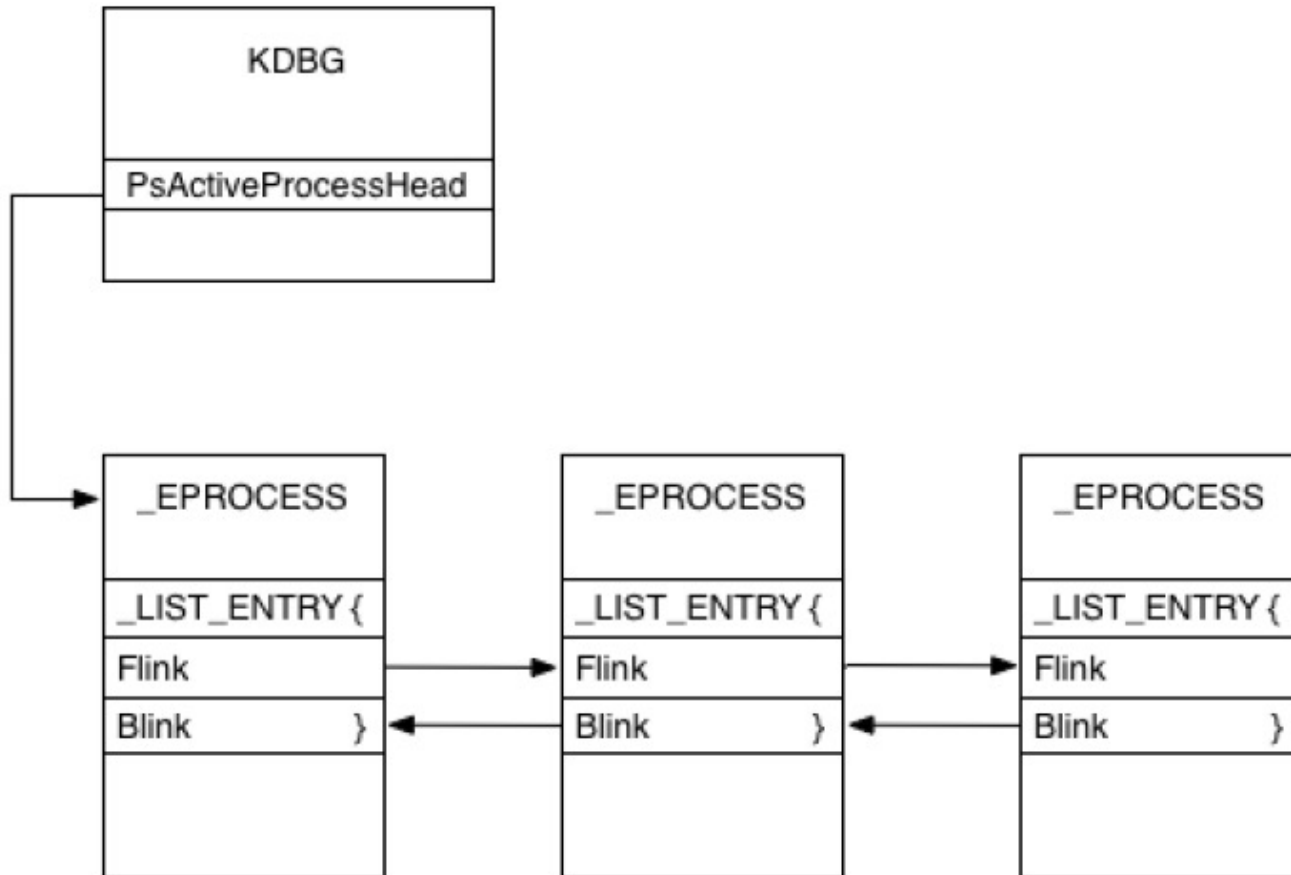 KDBG
PsActiveProcessHead
_EPROCESS
_LIST_ENTRY {
Flink
Blink }
_EPROCESS
_LIST_ENTRY {
Flink
Blink }
_EPROCESS
_LIST_ENTRY {
Flink
Blink }